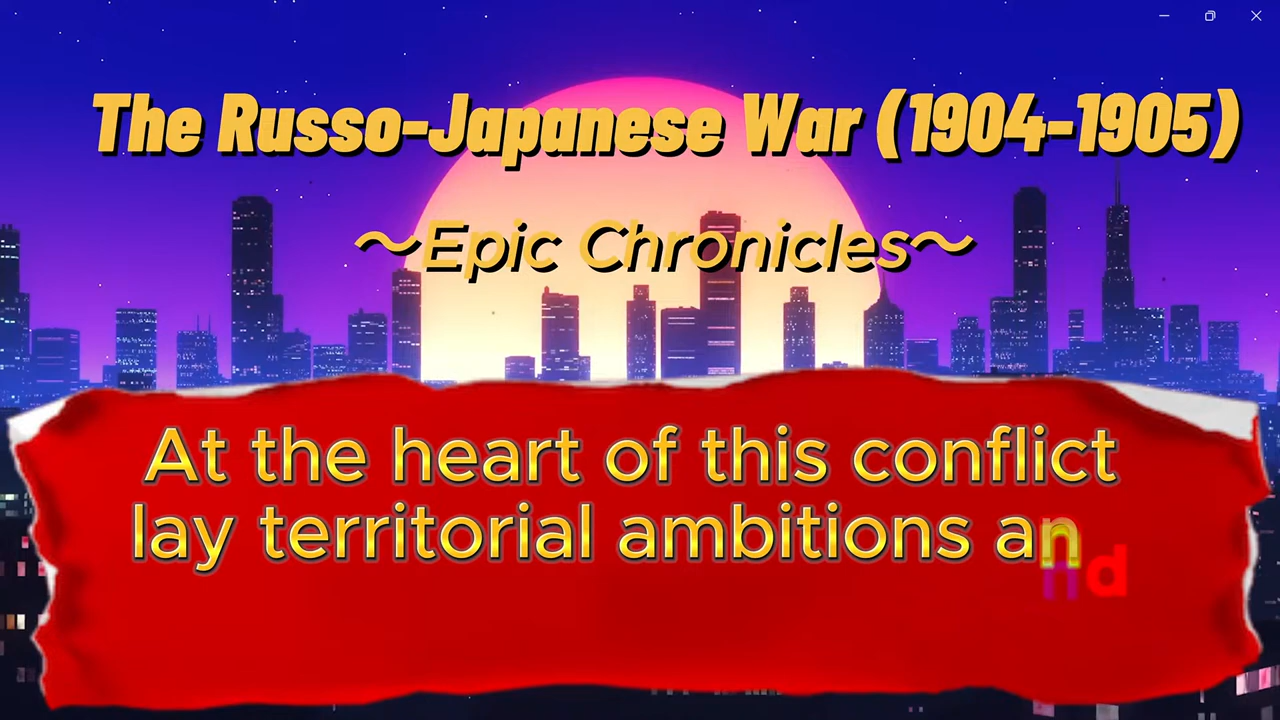 The Russo-Japanese War (1904-1905)
～Epic Chronicles～
At the heart of this conflict
lay territorial ambitions and